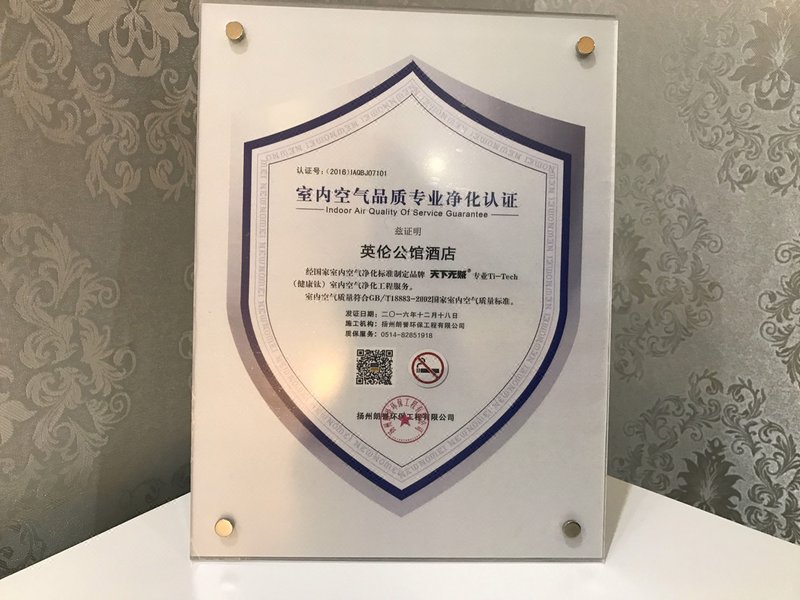 认证号:(2016)IAQBJ07101
室内空气品质专业净化认证
Indoor Air Quality Of Service Guarantee
兹证明
英伦公馆酒店
经国家室内空气净化标准制定品牌 天下无贼® 专业Ti-Tech
(健康钛)室内空气净化工程服务。
室内空气质量符合GB/T18883-2002国家室内空气质量标准。
发证日期:二〇一六年十二月十八日
施工机构:扬州朗誉环保工程有限公司
质保服务:0514-82851918
扬州朗誉环保工程有限公司